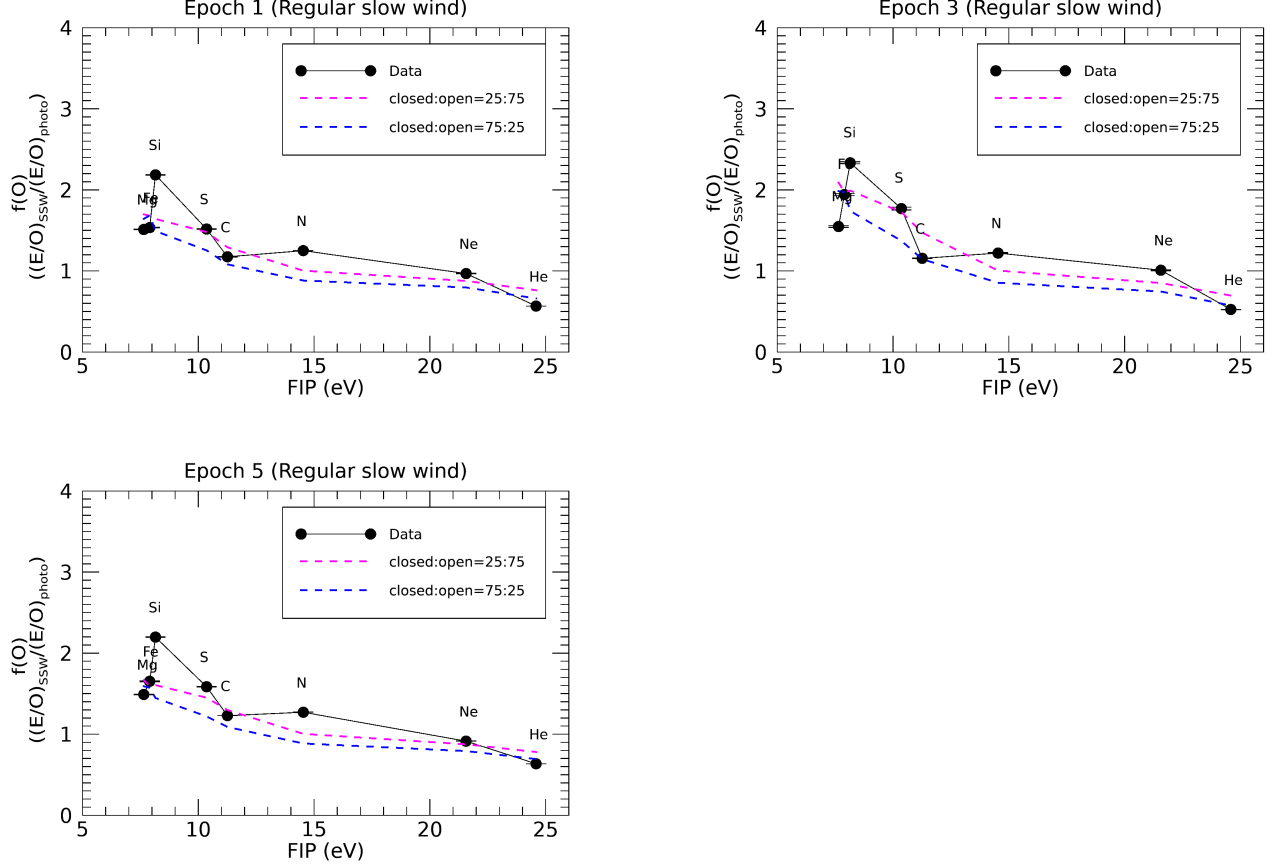 Epoch 1 (Regular slow wind)
4
3
2
1
0
5
10
15
20
25
FIP (eV)
f(O)
((E/O)SSW/(E/O)photo)
Data
closed:open=25:75
closed:open=75:25
Mg
Fe
Si
S
C
N
Ne
He
Epoch 3 (Regular slow wind)
4
3
2
1
0
5
10
15
20
25
FIP (eV)
f(O)
((E/O)SSW/(E/O)photo)
Data
closed:open=25:75
closed:open=75:25
Mg
Si
S
C
N
Ne
He
Epoch 5 (Regular slow wind)
4
3
2
1
0
5
10
15
20
25
FIP (eV)
f(O)
((E/O)SSW/(E/O)photo)
Data
closed:open=25:75
closed:open=75:25
Mg
Fe
Si
S
C
N
Ne
He